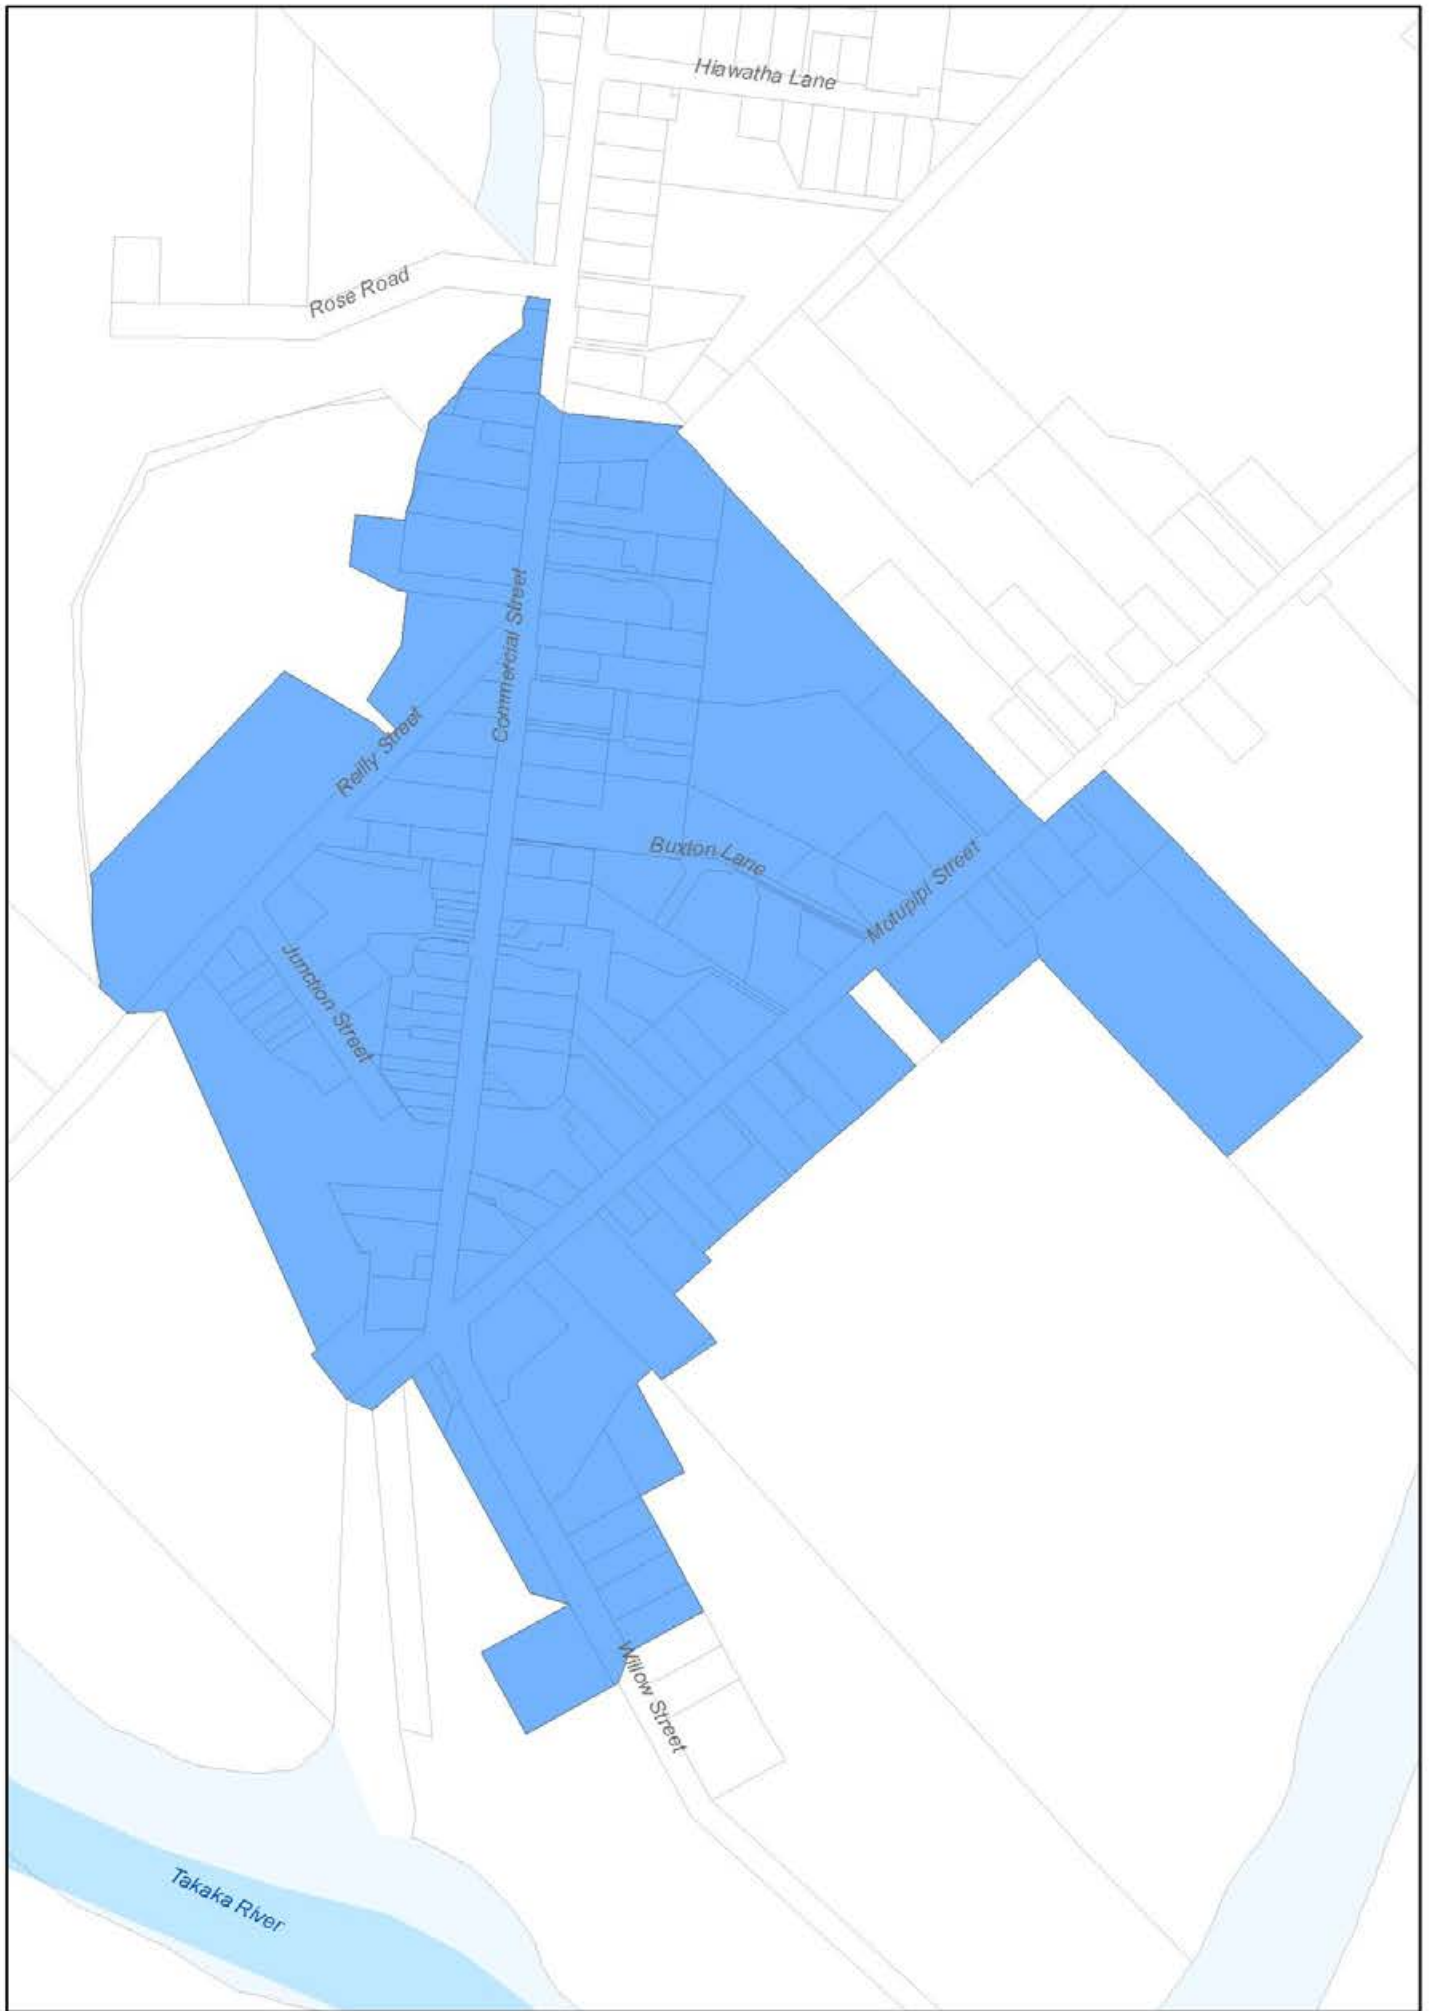 Hiawatha Lane
Rose Road
Commercial Street
Reilly Street
Buxton Lane
Motupipi Street
Junction Street
Willow Street
Takaka River